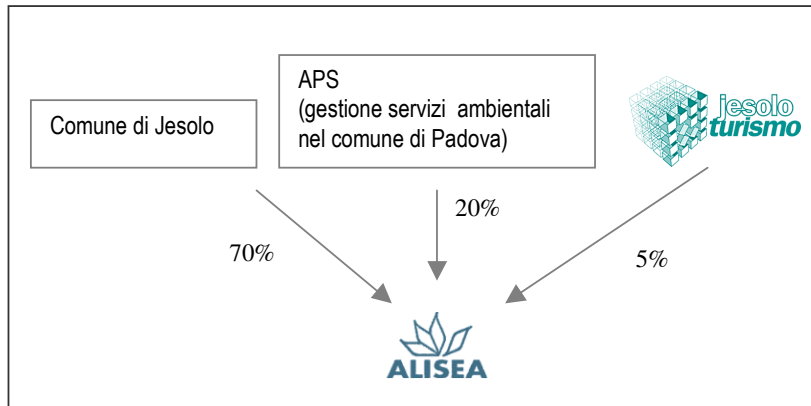 Comune di Jesolo
APS
(gestione servizi ambientali
nel comune di Padova)
jesolo
turismo
70%
20%
5%
ALISEA